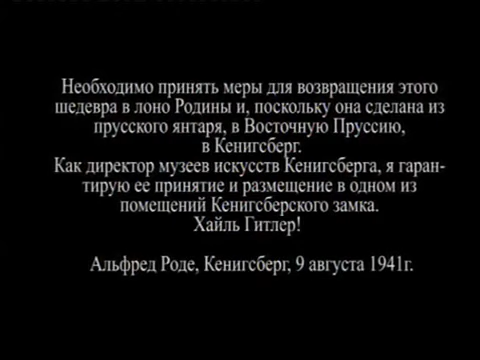 Необходимо принять меры для возвращения этого
шедевра в лоно Родины и, поскольку она сделана из
прусского янтаря, в Восточную Пруссию,
в Кенигсберг.
Как директор музеев искусств Кенигсберга, я гаран-
тирую ее принятие и размещение в одном из
помещений Кенигсберского замка.
Хайль Гитлер!
Альфред Роде, Кенигсберг, 9 августа 1941г.